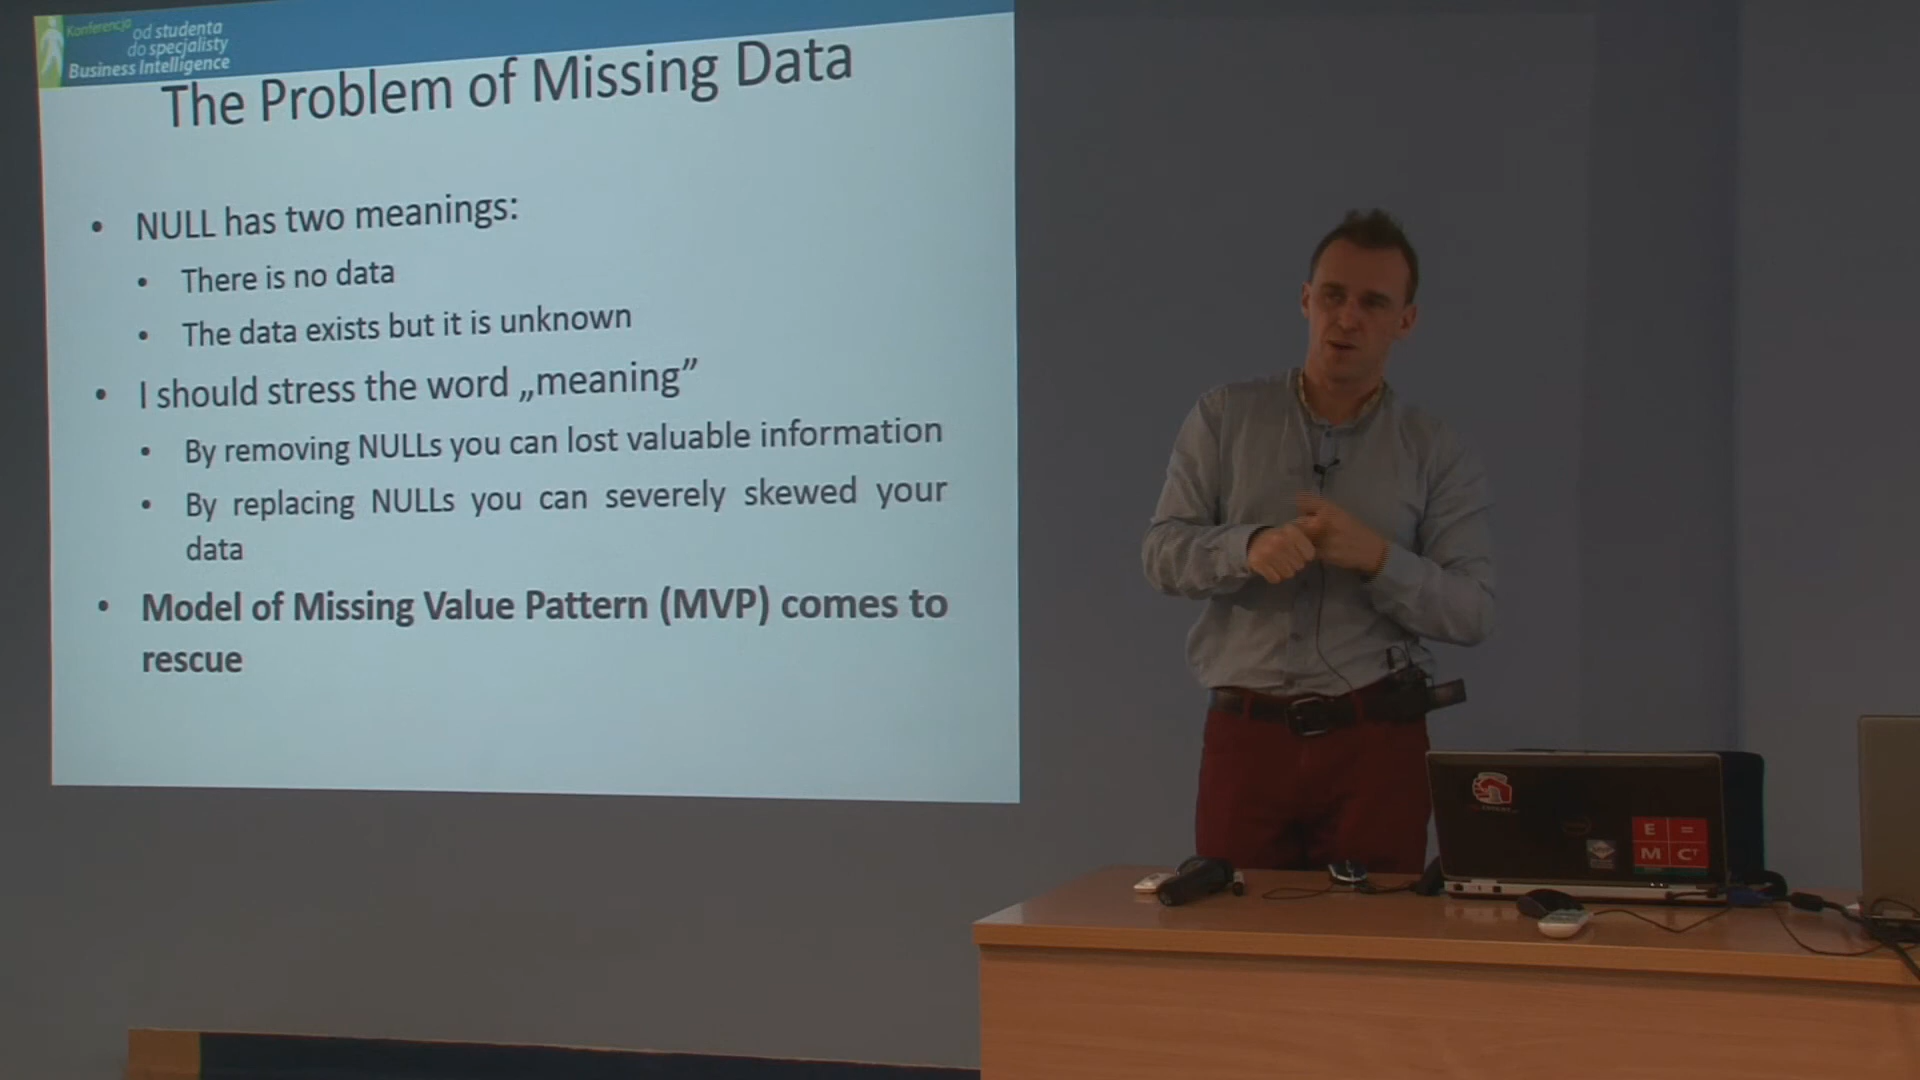 Konferencja od studenta
do specjalisty
Business Intelligence
The Problem of Missing Data
• NULL has two meanings:
• There is no data
• The data exists but it is unknown
• I should stress the word „meaning”
• By removing NULLs you can lost valuable information
• By replacing NULLs you can severely skewed your
data
• Model of Missing Value Pattern (MVP) comes to
rescue
E =
M CT